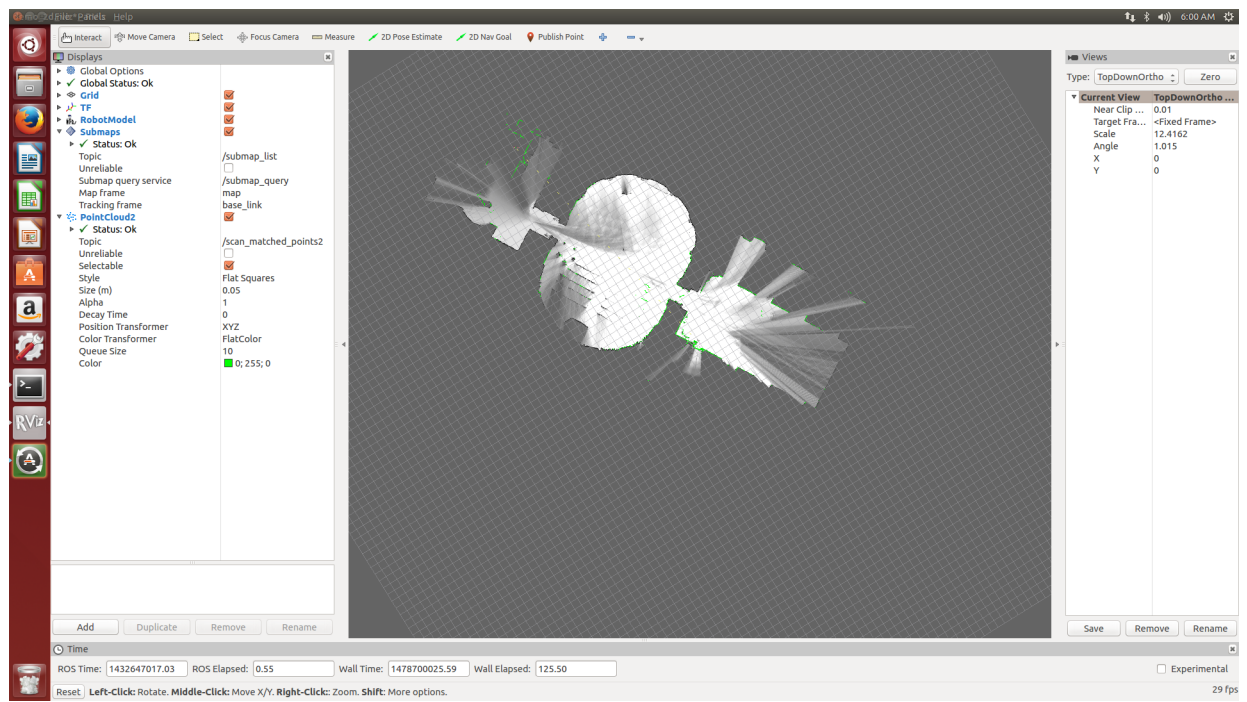 File Panels Help 6:00 AM
Interact Move Camera Select Focus Camera Measure 2D Pose Estimate 2D Nav Goal Publish Point
Displays
Global Options
Global Status: Ok
Grid
TF
RobotModel
Submaps
Status: Ok
Topic /submap_list
Unreliable
Submap query service /submap_query
Map frame map
Tracking frame base_link
PointCloud2
Status: Ok
Topic /scan_matched_points2
Unreliable
Selectable
Style Flat Squares
Size (m) 0.05
Alpha 1
Decay Time 0
Position Transformer XYZ
Color Transformer FlatColor
Queue Size 10
Color 0; 255; 0
Add Duplicate Remove Rename
Views
Type: TopDownOrtho Zero
Current View TopDownOrtho ...
Near Clip ... 0.01
Target Fra... <Fixed Frame>
Scale 12.4162
Angle 1.015
X 0
Y 0
Save Remove Rename
a
RViz
Time
ROS Time: 1432647017.03 ROS Elapsed: 0.55 Wall Time: 1478700025.59 Wall Elapsed: 125.50 Experimental
Reset Left-Click: Rotate. Middle-Click: Move X/Y. Right-Click:: Zoom. Shift: More options. 29 fps